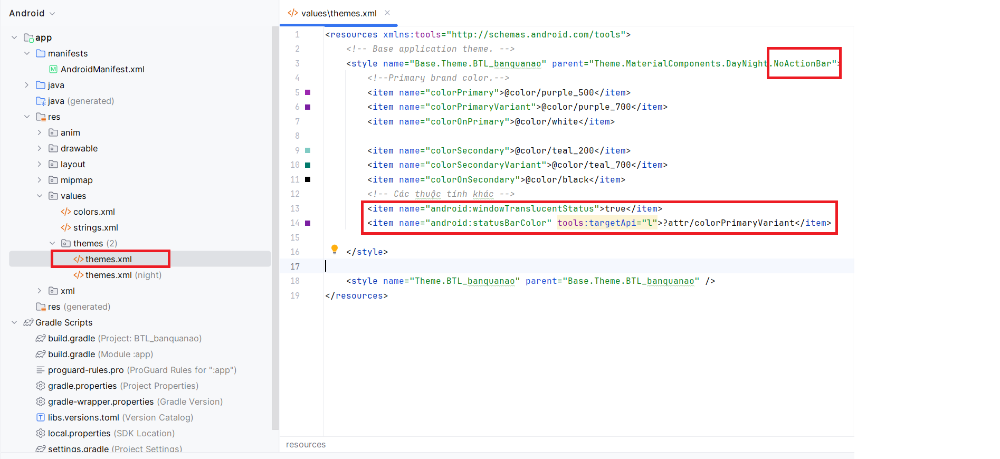 Android
app
manifests
AndroidManifest.xml
java
java (generated)
res
anim
drawable
layout
mipmap
values
colors.xml
strings.xml
themes (2)
themes.xml
themes.xml (night)
xml
res (generated)
Gradle Scripts
build.gradle (Project: BTL_banquanao)
build.gradle (Module :app)
proguard-rules.pro (ProGuard Rules for ":app")
gradle.properties (Project Properties)
gradle-wrapper.properties (Gradle Version)
libs.versions.toml (Version Catalog)
local.properties (SDK Location)
settings.gradle (Project Settings)
values\themes.xml
1 <resources xmlns:tools="http://schemas.android.com/tools">
2 <!-- Base application theme. -->
3 <style name="Base.Theme.BTL_banquanao" parent="Theme.MaterialComponents.DayNight.NoActionBar">
4 <!--Primary brand color.-->
5 <item name="colorPrimary">@color/purple_500</item>
6 <item name="colorPrimaryVariant">@color/purple_700</item>
7 <item name="colorOnPrimary">@color/white</item>
8
9 <item name="colorSecondary">@color/teal_200</item>
10 <item name="colorSecondaryVariant">@color/teal_700</item>
11 <item name="colorOnSecondary">@color/black</item>
12 <!-- Các thuộc tính khác -->
13 <item name="android:windowTranslucentStatus">true</item>
14 <item name="android:statusBarColor" tools:targetApi="l">?attr/colorPrimaryVariant</item>
15
16 </style>
17
18 <style name="Theme.BTL_banquanao" parent="Base.Theme.BTL_banquanao" />
19 </resources>
resources